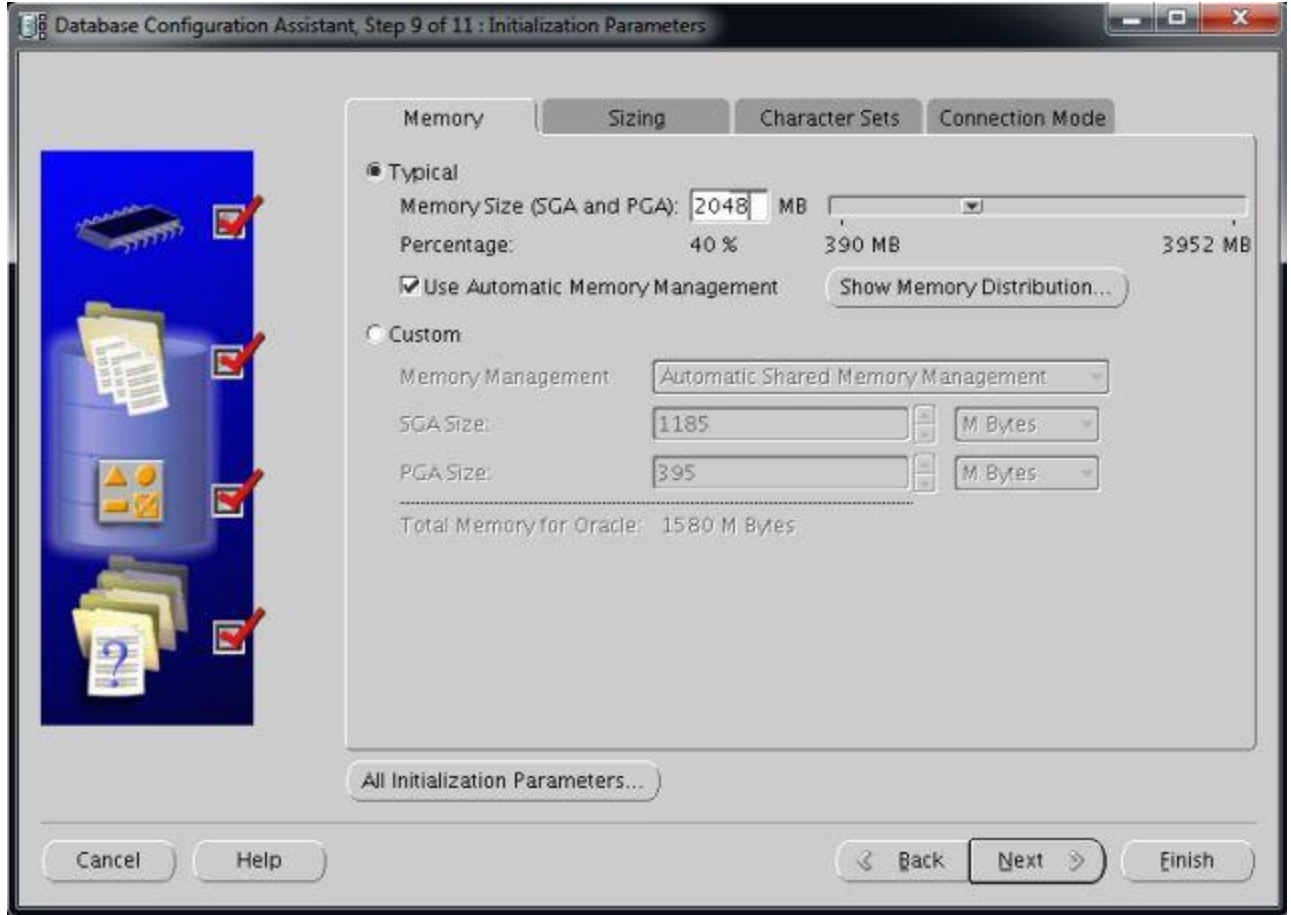 Database Configuration Assistant, Step 9 of 11 : Initialization Parameters
Memory Sizing Character Sets Connection Mode
Typical
Memory Size (SGA and PGA): 2048 MB
Percentage: 40 % 390 MB 3952 MB
Use Automatic Memory Management Show Memory Distribution...
Custom
Memory Management Automatic Shared Memory Management
SGA Size: 1185 M Bytes
PGA Size: 395 M Bytes
Total Memory for Oracle: 1580 M Bytes
?
All Initialization Parameters...
Cancel Help Back Next Finish